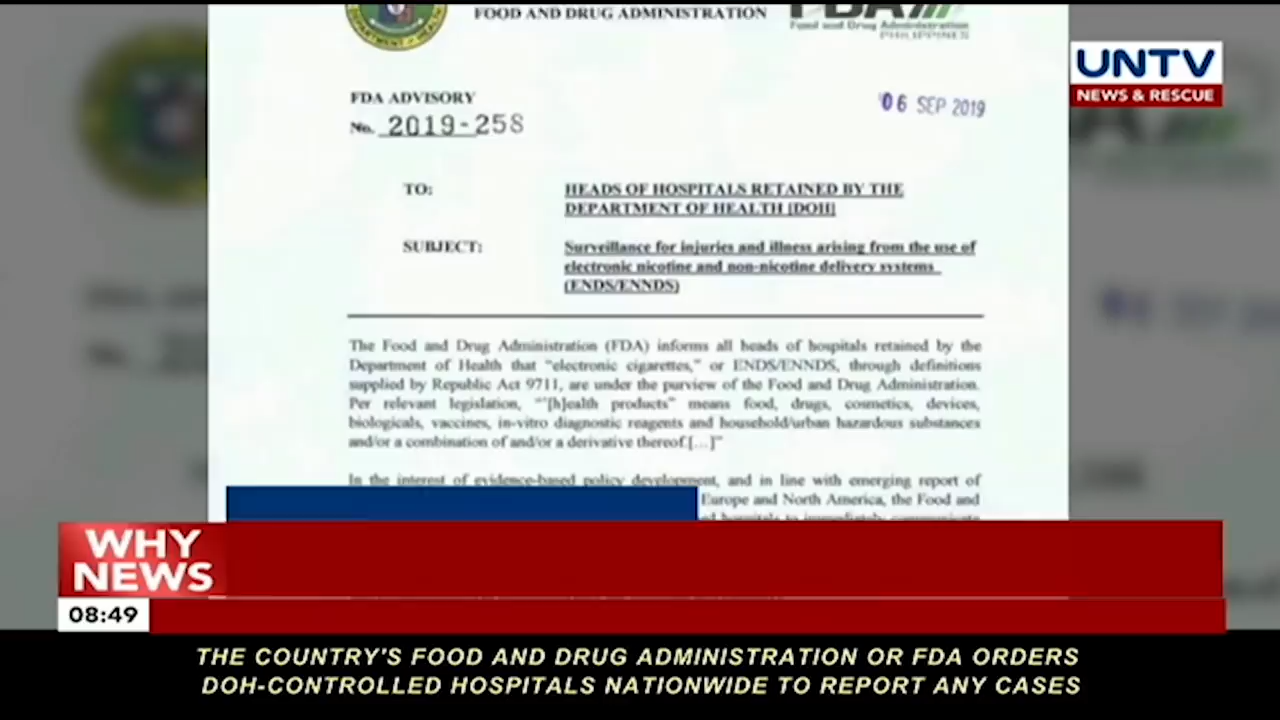 FOOD AND DRUG ADMINISTRATION
FDA
Food and Drug Administration
PHILIPPINES
UNTV
NEWS & RESCUE
FDA ADVISORY
No. 2019-258
06 SEP 2019
TO: HEADS OF HOSPITALS RETAINED BY THE
DEPARTMENT OF HEALTH [DOH]
SUBJECT: Surveillance for injuries and illness arising from the use of
electronic nicotine and non-nicotine delivery systems
(ENDS/ENNDS)
The Food and Drug Administration (FDA) informs all heads of hospitals retained by the
Department of Health that "electronic cigarettes," or ENDS/ENNDS, through definitions
supplied by Republic Act 9711, are under the purview of the Food and Drug Administration.
Per relevant legislation, "'[h]ealth products" means food, drugs, cosmetics, devices,
biologicals, vaccines, in-vitro diagnostic reagents and household/urban hazardous substances
and/or a combination of and/or a derivative thereof.[...]"
In the interest of evidence-based policy development, and in line with emerging report of
Europe and North America, the Food and
hospitals to immediately communicate
WHY
NEWS
08:49
THE COUNTRY'S FOOD AND DRUG ADMINISTRATION OR FDA ORDERS
DOH-CONTROLLED HOSPITALS NATIONWIDE TO REPORT ANY CASES